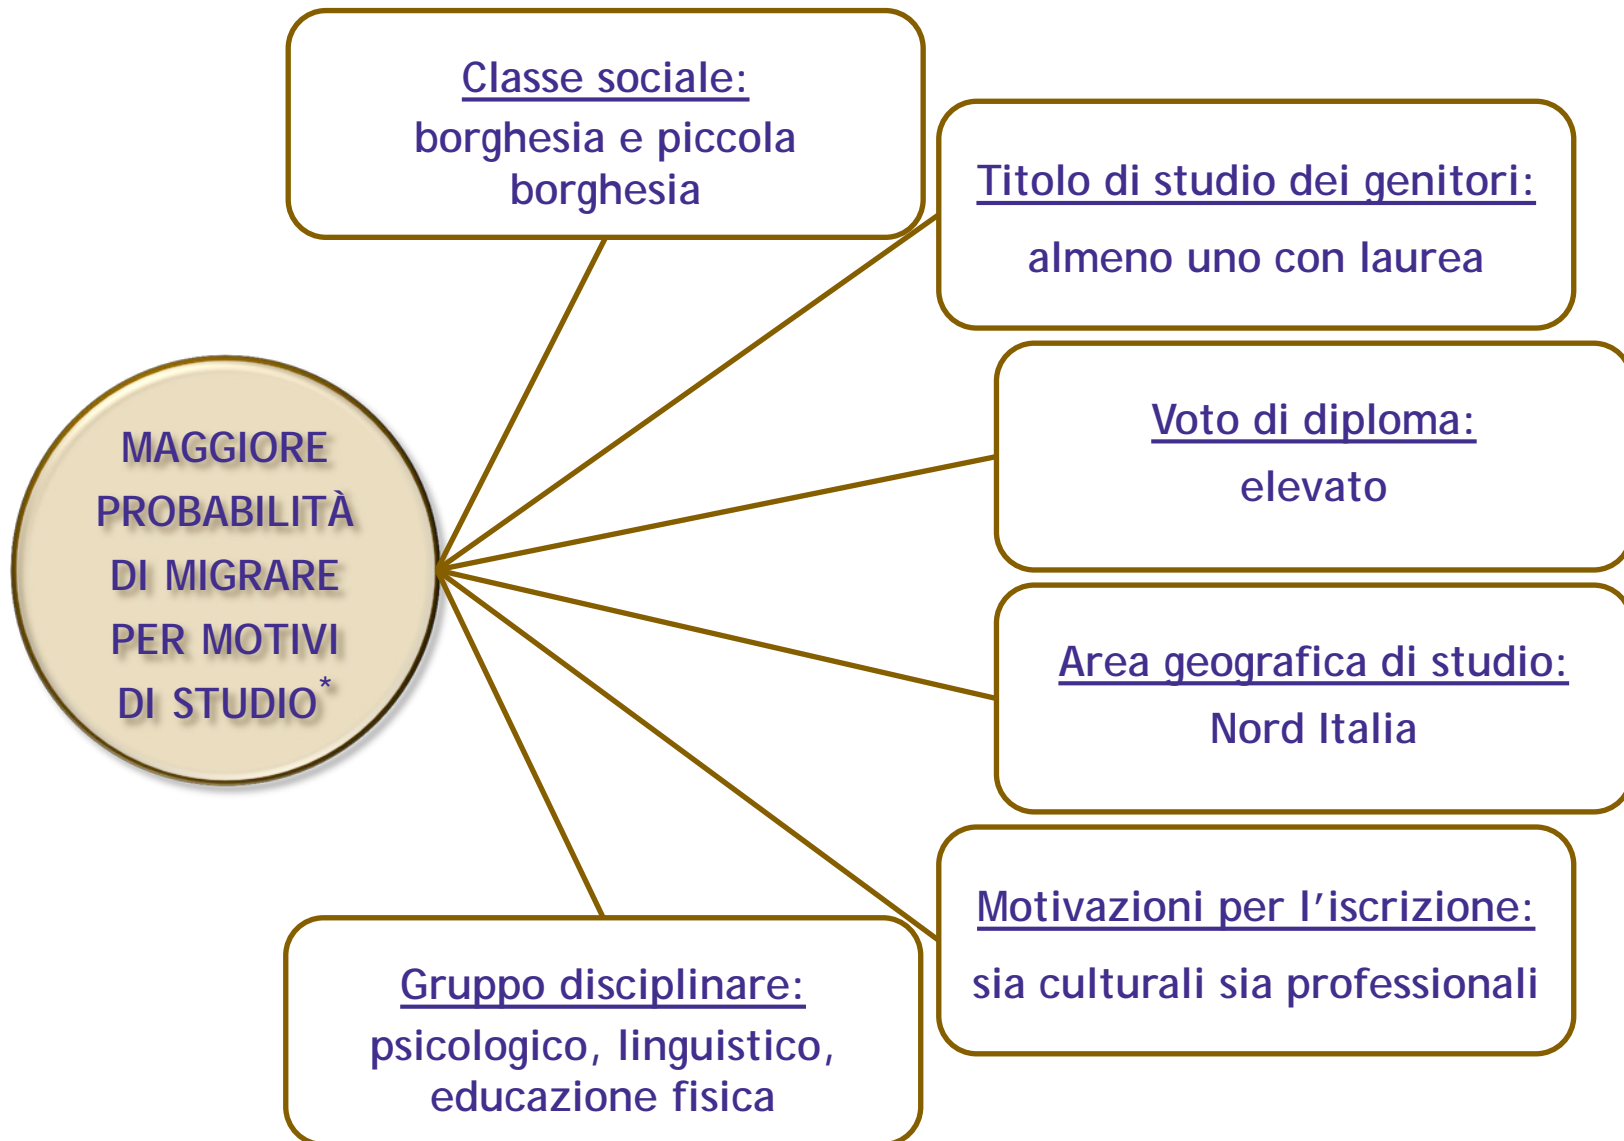 Classe sociale:
borghesia e piccola
borghesia
Titolo di studio dei genitori:
almeno uno con laurea
Voto di diploma:
elevato
MAGGIORE
PROBABILITÀ
DI MIGRARE
PER MOTIVI
DI STUDIO*
Area geografica di studio:
Nord Italia
Motivazioni per l'iscrizione:
sia culturali sia professionali
Gruppo disciplinare:
psicologico, linguistico,
educazione fisica